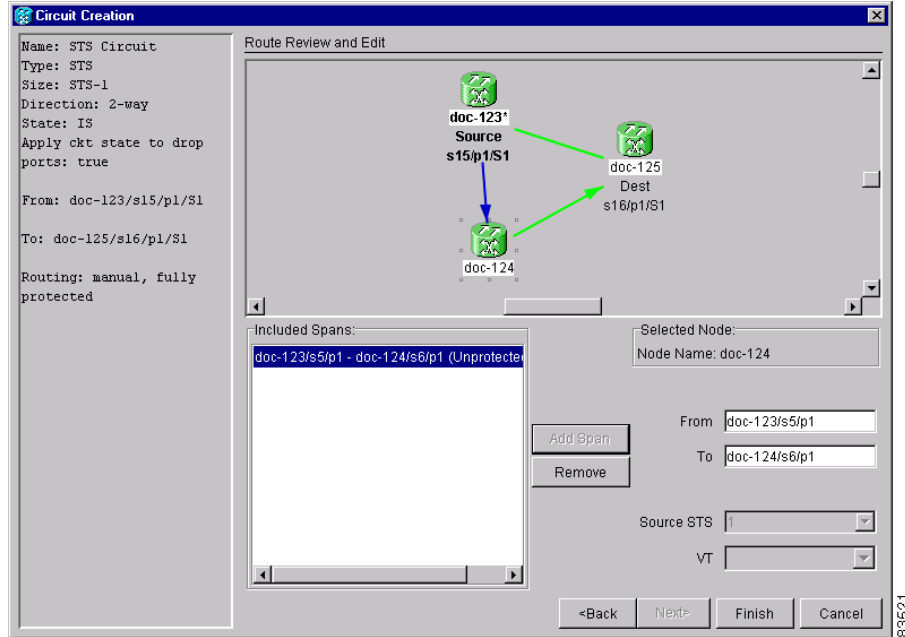 Circuit Creation
Name: STS Circuit
Type: STS
Size: STS-1
Direction: 2-way
State: IS
Apply ckt state to drop
ports: true
From: doc-123/s15/p1/S1
To: doc-125/s16/p1/S1
Routing: manual, fully
protected
Route Review and Edit
doc-123*
Source
s15/p1/S1
doc-125
Dest
s16/p1/S1
doc-124
Included Spans:
doc-123/s5/p1 - doc-124/s6/p1 (Unprotected
Add Span
Remove
Selected Node:
Node Name: doc-124
From doc-123/s5/p1
To doc-124/s6/p1
Source STS 1
VT
<Back
Next>
Finish
Cancel
83521